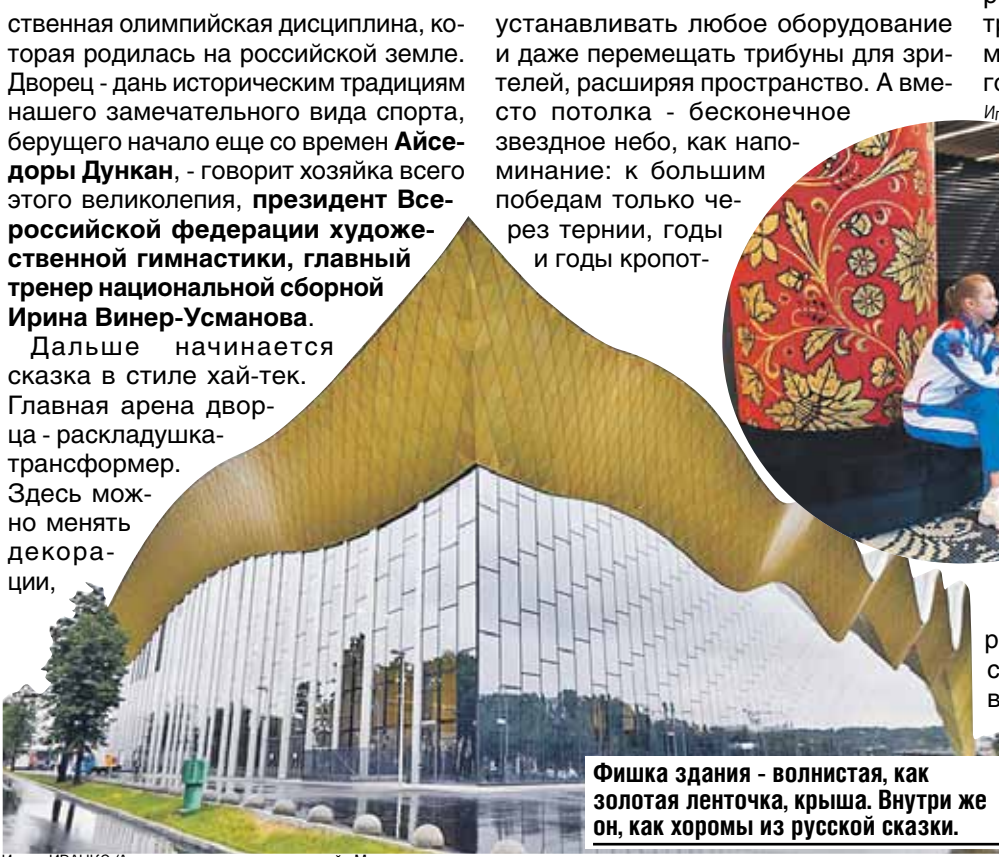 ственная олимпийская дисциплина, ко-
торая родилась на российской земле.
Дворец - дань историческим традициям
нашего замечательного вида спорта,
берущего начало еще со времен Айсе-
доры Дункан, - говорит хозяйка всего
этого великолепия, президент Все-
российской федерации художе-
ственной гимнастики, главный
тренер национальной сборной
Ирина Винер-Усманова.
Дальше начинается
сказка в стиле хай-тек.
Главная арена двор-
ца - раскладушка-
трансформер.
Здесь мож-
но менять
декора-
ции,
устанавливать любое оборудование
и даже перемещать трибуны для зри-
телей, расширяя пространство. А вме-
сто потолка - бесконечное
звездное небо, как напо-
минание: к большим
победам только че-
рез тернии, годы
и годы кропот-
Фишка здания - волнистая, как
золотая ленточка, крыша. Внутри же
он, как хоромы из русской сказки.